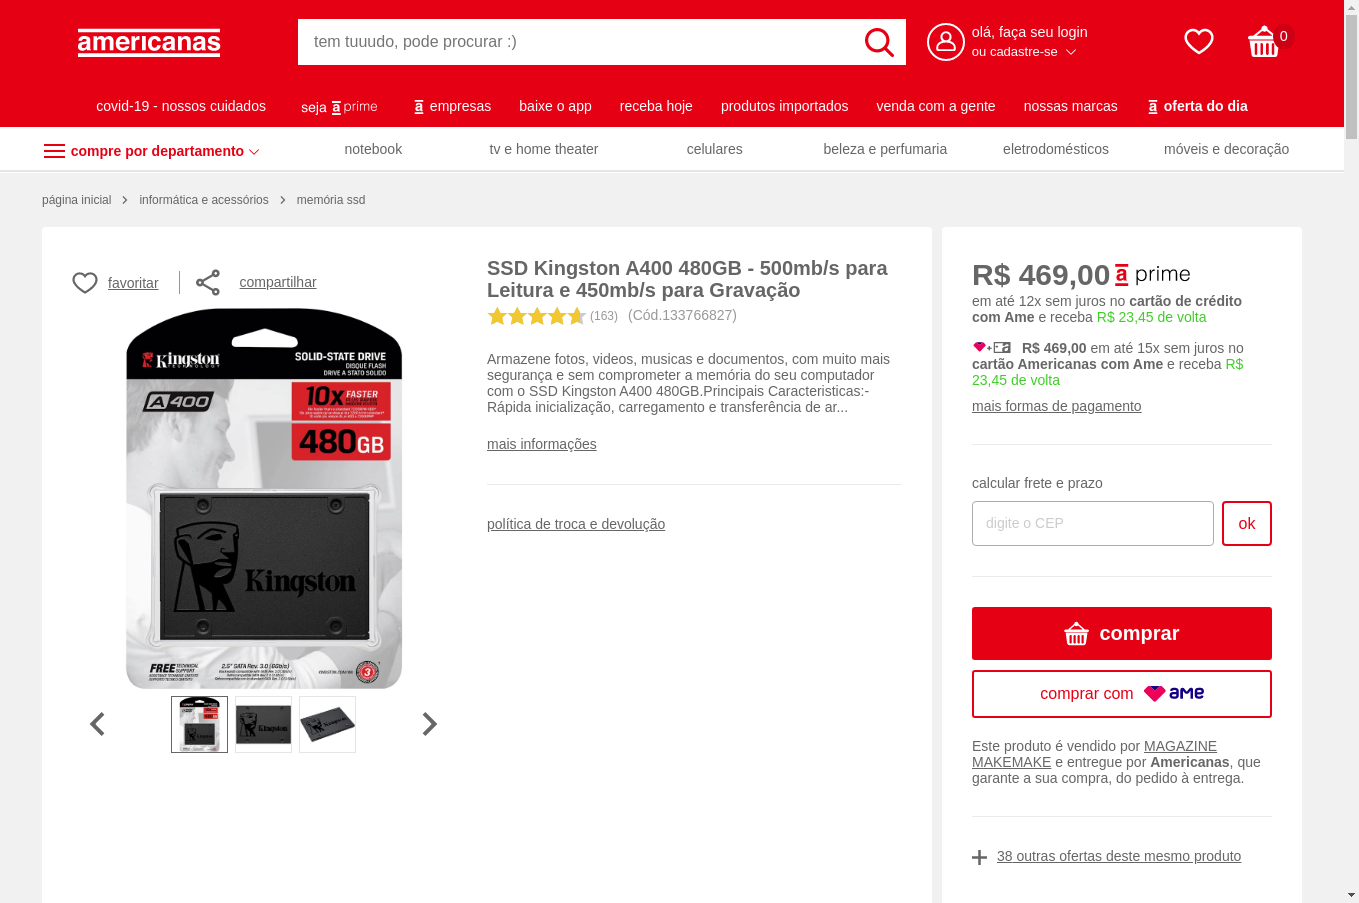 americanas
tem tuuudo, pode procurar :)
olá, faça seu login
ou cadastre-se
0
covid-19 - nossos cuidados
seja a prime
a empresas
baixe o app
receba hoje
produtos importados
venda com a gente
nossas marcas
a oferta do dia
compre por departamento
notebook
tv e home theater
celulares
beleza e perfumaria
eletrodomésticos
móveis e decoração
página inicial
informática e acessórios
memória ssd
favoritar
compartilhar
Kingston
TECHNOLOGY
SOLID-STATE DRIVE
DISQUE FLASH
DRIVE A STATO SOLIDO
A400
10x FASTER
480GB
Kingston
FREE TECHNICAL
SUPPORT
2.5" SATA Rev. 3.0 (6Gb/s)
3
SSD Kingston A400 480GB - 500mb/s para
Leitura e 450mb/s para Gravação
(163)
(Cód.133766827)
Armazene fotos, videos, musicas e documentos, com muito mais
segurança e sem comprometer a memória do seu computador
com o SSD Kingston A400 480GB.Principais Caracteristicas:-
Rápida inicialização, carregamento e transferência de ar...
mais informações
política de troca e devolução
R$ 469,00 a prime
em até 12x sem juros no cartão de crédito
com Ame e receba R$ 23,45 de volta
R$ 469,00 em até 15x sem juros no
cartão Americanas com Ame e receba R$
23,45 de volta
mais formas de pagamento
calcular frete e prazo
digite o CEP
ok
comprar
comprar com ame
Este produto é vendido por MAGAZINE
MAKEMAKE e entregue por Americanas, que
garante a sua compra, do pedido à entrega.
38 outras ofertas deste mesmo produto